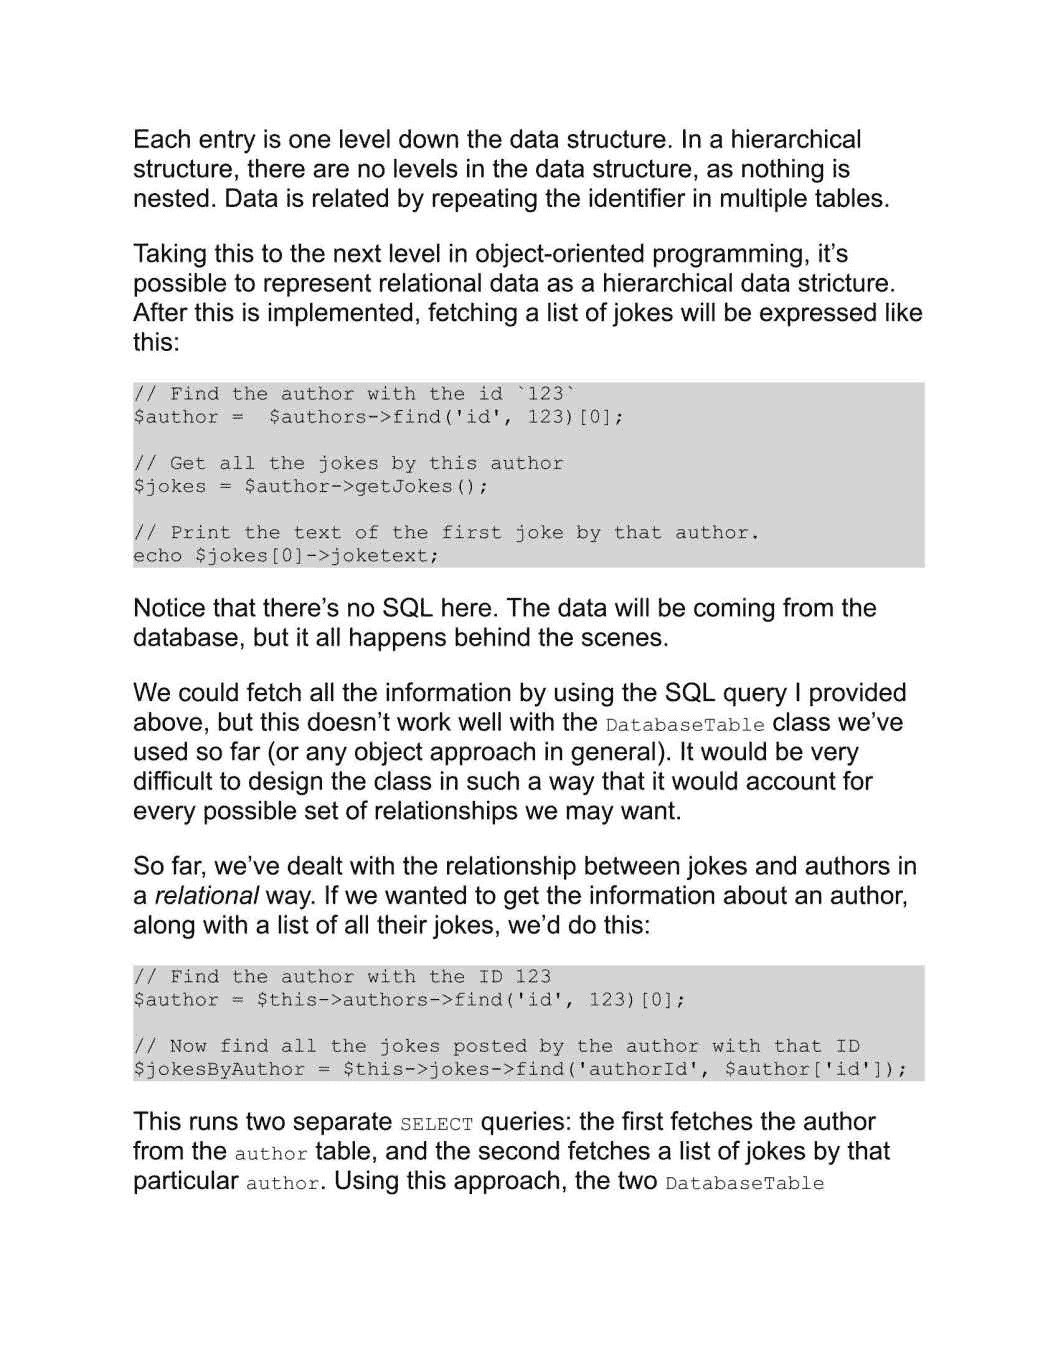 Each entry is one level down the data structure. In a hierarchical
structure, there are no levels in the data structure, as nothing is
nested. Data is related by repeating the identifier in multiple tables.
Taking this to the next level in object-oriented programming, it’s
possible to represent relational data as a hierarchical data stricture.
After this is implemented, fetching a list of jokes will be expressed like
this:
// Find the author with the id `123`
$author =  $authors->find('id', 123)[0];
// Get all the jokes by this author
$jokes = $author->getJokes();
// Print the text of the first joke by that author.
echo $jokes[0]->joketext;
Notice that there’s no SQL here. The data will be coming from the
database, but it all happens behind the scenes.
We could fetch all the information by using the SQL query I provided
above, but this doesn’t work well with the DatabaseTable class we’ve
used so far (or any object approach in general). It would be very
difficult to design the class in such a way that it would account for
every possible set of relationships we may want.
So far, we’ve dealt with the relationship between jokes and authors in
a relational way. If we wanted to get the information about an author,
along with a list of all their jokes, we’d do this:
// Find the author with the ID 123
$author = $this->authors->find('id', 123)[0];
// Now find all the jokes posted by the author with that ID
$jokesByAuthor = $this->jokes->find('authorId', $author['id']);
This runs two separate SELECT queries: the first fetches the author
from the author table, and the second fetches a list of jokes by that
particular author. Using this approach, the two DatabaseTable